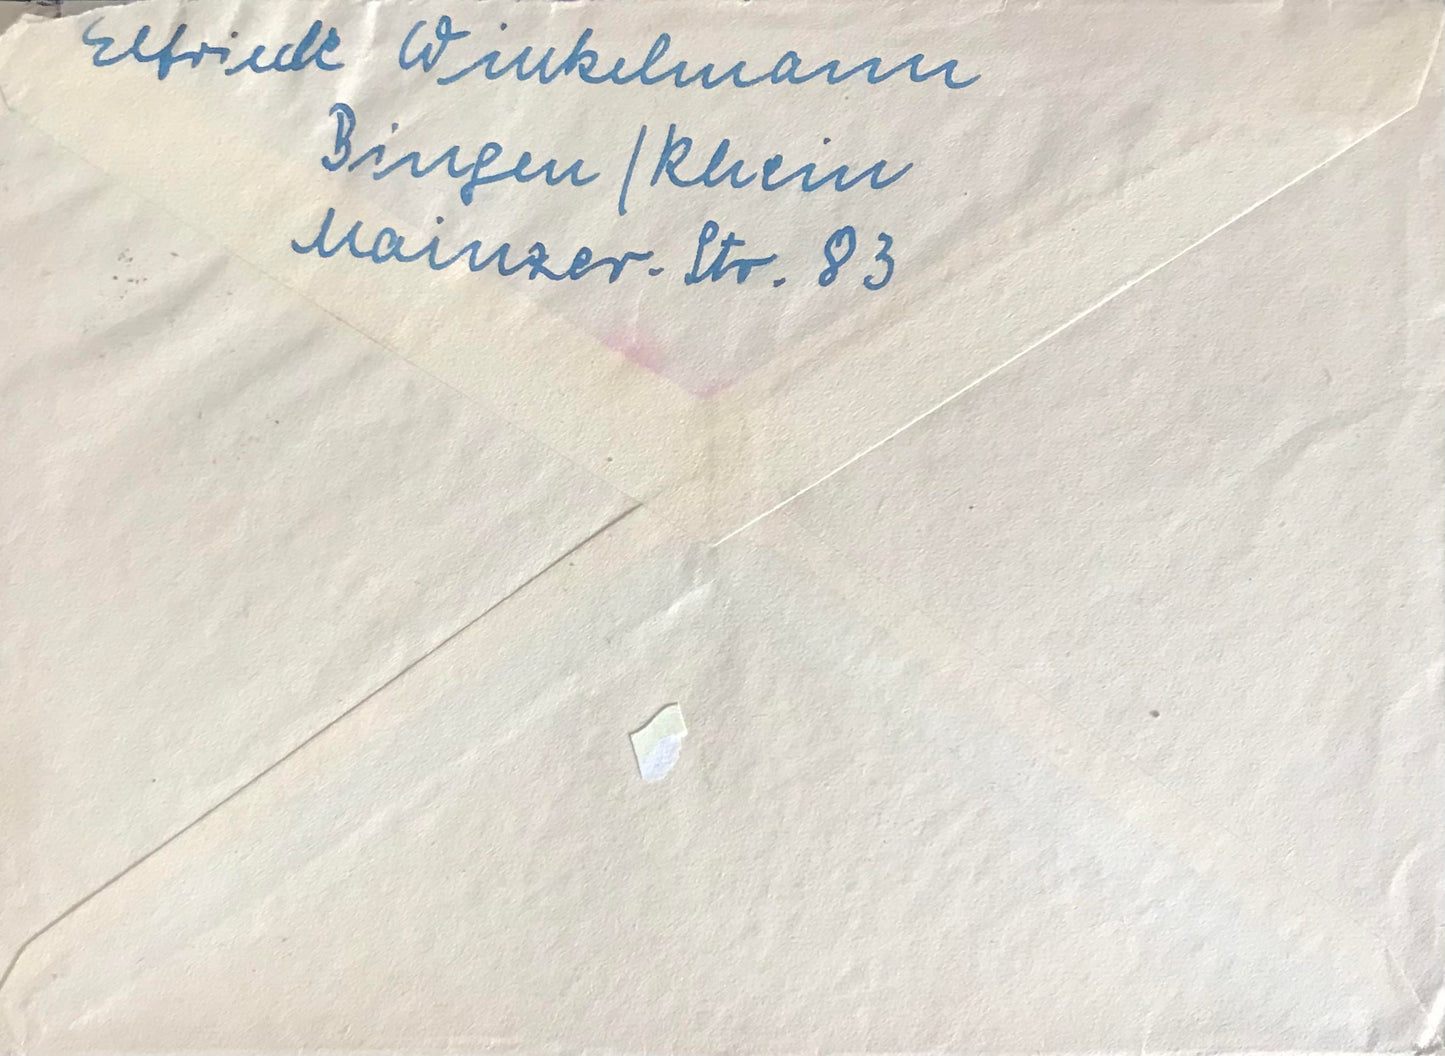 Elfriede Winkelmann
Bingen/Rhein
Mainzer-Str. 83